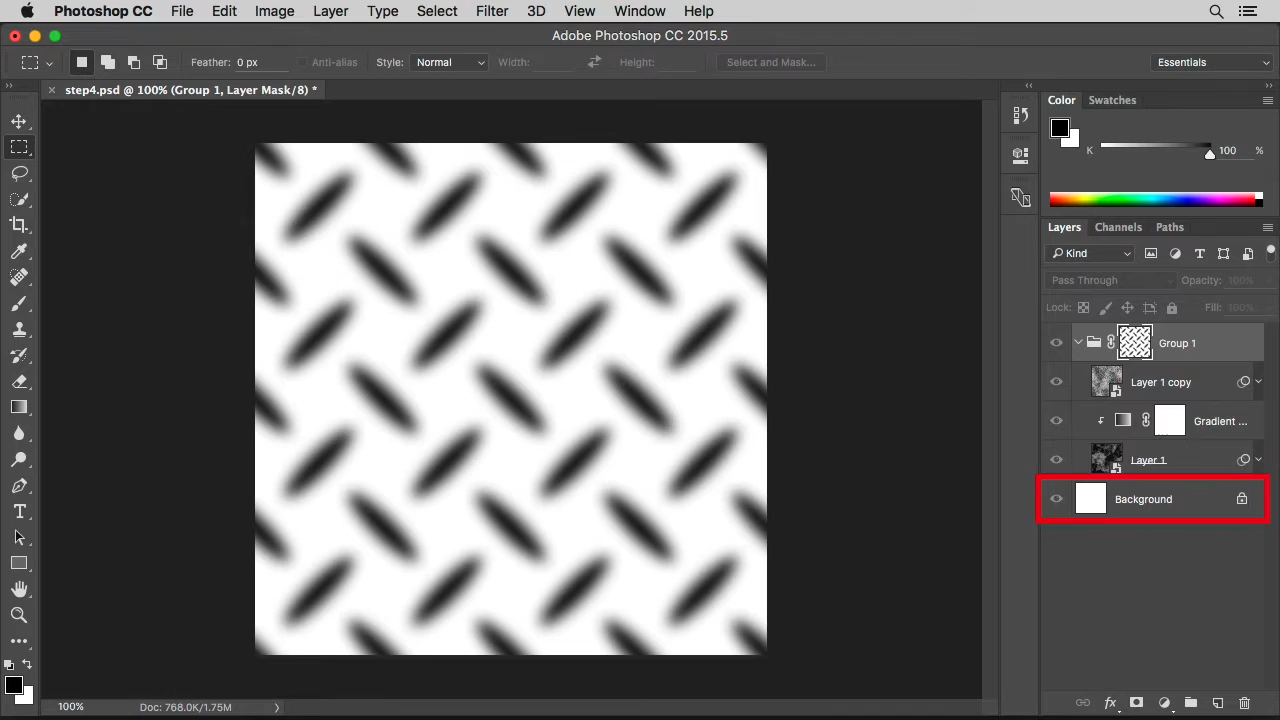 Photoshop CC File Edit Image Layer Type Select Filter 3D View Window Help
Adobe Photoshop CC 2015.5
Feather: 0 px Anti-alias Style: Normal Width: Height: Select and Mask... Essentials
step4.psd @ 100% (Group 1, Layer Mask/8) *
Color Swatches
K 100 %
Layers Channels Paths
Kind
Pass Through Opacity: 100%
Lock: Fill: 100%
Group 1
Layer 1 copy
Gradient ...
Layer 1
Background
100% Doc: 768.0K/1.75M